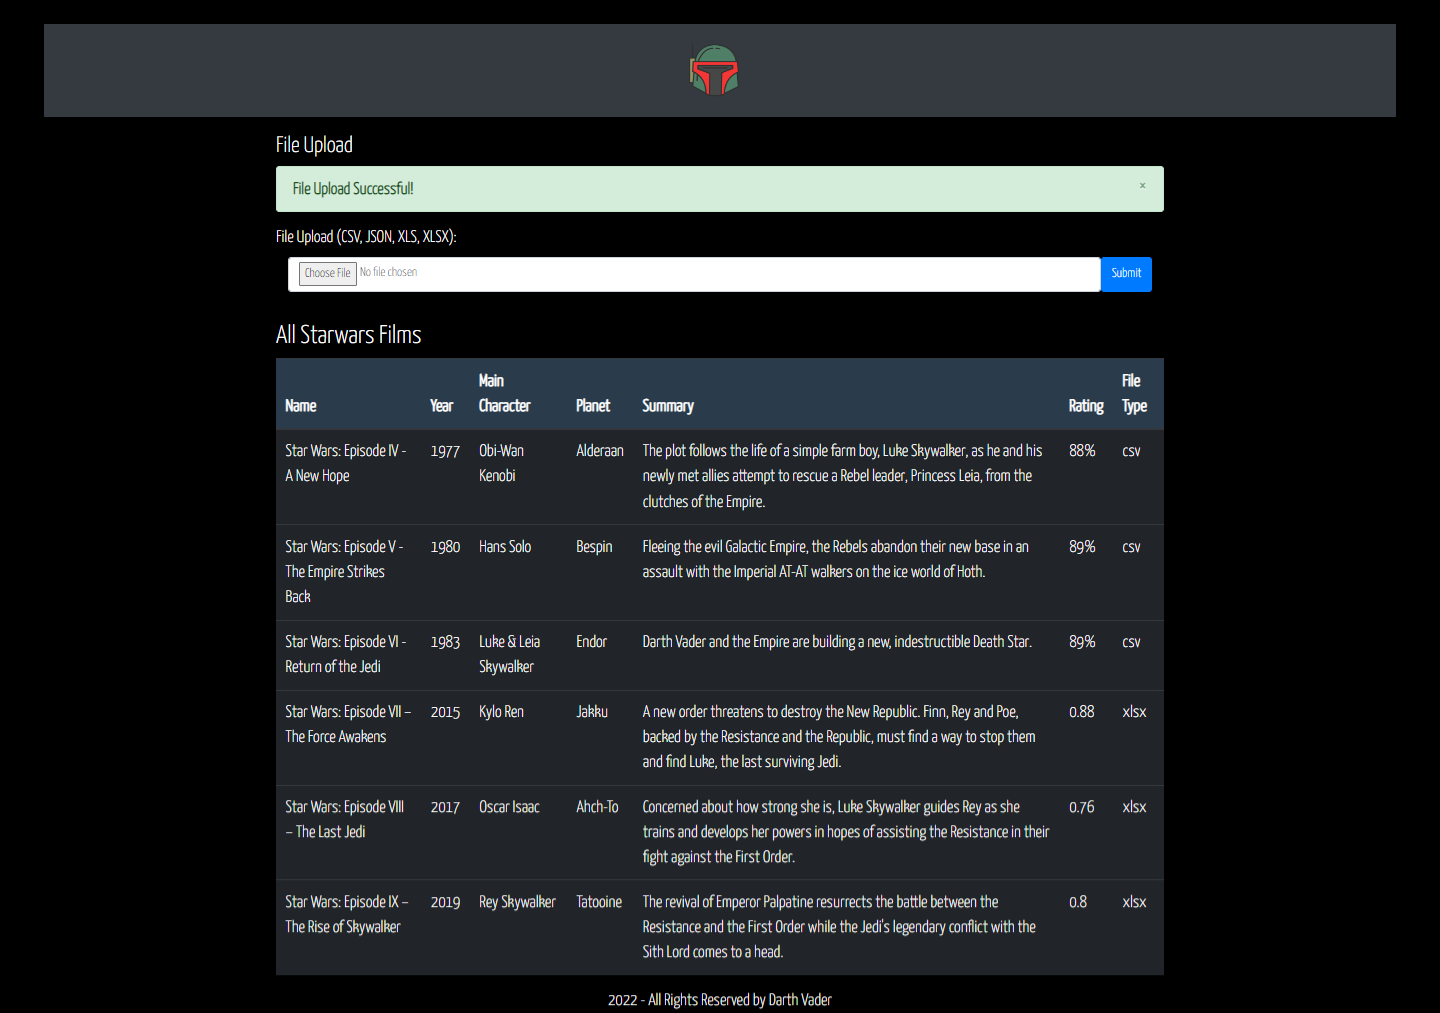 File Upload
File Upload Successful! ×
File Upload (CSV, JSON, XLS, XLSX):
Choose File No file chosen Submit
All Starwars Films
Name Year Main Character Planet Summary Rating File Type
Star Wars: Episode IV - 1977 Obi-Wan Alderaan The plot follows the life of a simple farm boy, Luke Skywalker, as he and his 88% csv
A New Hope Kenobi newly met allies attempt to rescue a Rebel leader, Princess Leia, from the
clutches of the Empire.
Star Wars: Episode V - 1980 Hans Solo Bespin Fleeing the evil Galactic Empire, the Rebels abandon their new base in an 89% csv
The Empire Strikes assault with the Imperial AT-AT walkers on the ice world of Hoth.
Back
Star Wars: Episode VI - 1983 Luke & Leia Endor Darth Vader and the Empire are building a new, indestructible Death Star. 89% csv
Return of the Jedi Skywalker
Star Wars: Episode VII – 2015 Kylo Ren Jakku A new order threatens to destroy the New Republic. Finn, Rey and Poe, 0.88 xlsx
The Force Awakens backed by the Resistance and the Republic, must find a way to stop them
and find Luke, the last surviving Jedi.
Star Wars: Episode VIII 2017 Oscar Isaac Ahch-To Concerned about how strong she is, Luke Skywalker guides Rey as she 0.76 xlsx
– The Last Jedi trains and develops her powers in hopes of assisting the Resistance in their
fight against the First Order.
Star Wars: Episode IX – 2019 Rey Skywalker Tatooine The revival of Emperor Palpatine resurrects the battle between the 0.8 xlsx
The Rise of Skywalker Resistance and the First Order while the Jedi's legendary conflict with the
Sith Lord comes to a head.
2022 - All Rights Reserved by Darth Vader